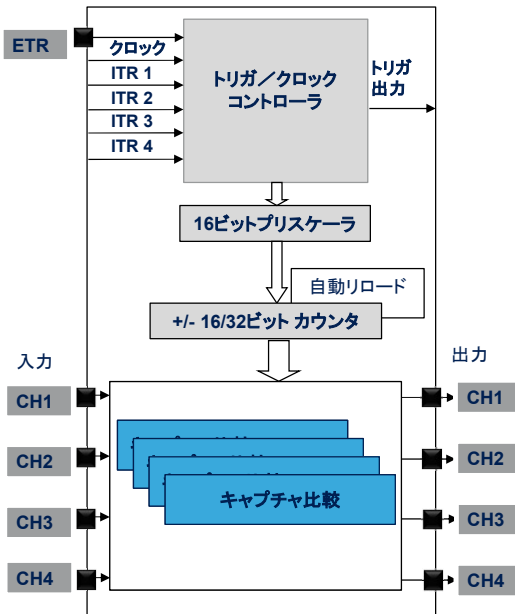 ETR
クロック
ITR 1
ITR 2
ITR 3
ITR 4
トリガ／クロック
コントローラ
トリガ
出力
16ビットプリスケーラ
自動リロード
+/- 16/32ビット カウンタ
入力
出力
CH1
CH2
CH3
CH4
キャプチャ比較
CH1
CH2
CH3
CH4